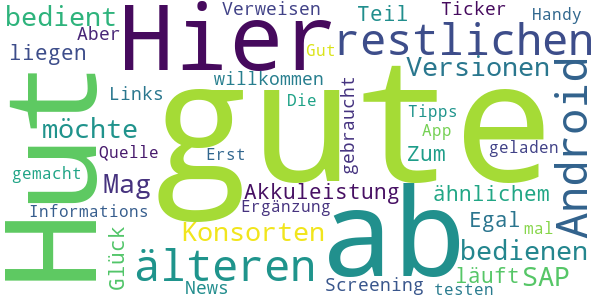 bedient
Verweisen
Teil
Ticker
Handy
Aber
Hier
Gut
restlichen
liegen
willkommen
Versionen
Android
Links
Die
gebraucht
Hut
gute
möchte
Tipps
App
Quelle
Erst
Zum
geladen
gemacht
Mag
Akkuleistung
ähnlichem
Informations
Ergänzung
ab
Egal
mal
Glück
Konsorten
bedienen
älteren
läuft
SAP
News
Screening
testen